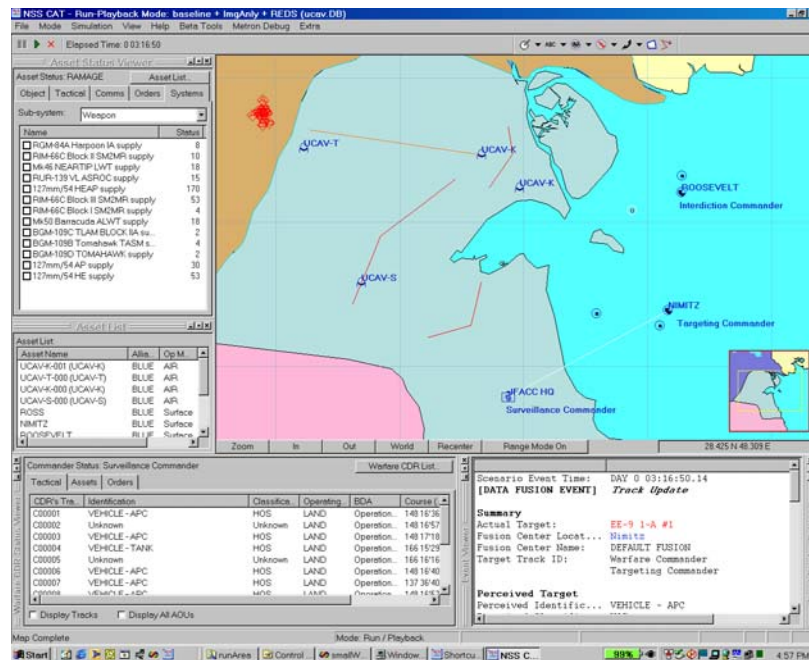 NSS CAT - Run-Playback Mode: baseline + ImgAnly + REDS (ucav.DB)
File Mode Simulation View Help Beta Tools Metron Debug Extra
Elapsed Time: 0 03:16:50
ABC
Asset Status Viewer
Asset Status: RAMAGE Asset List...
Object Tactical Comms Orders Systems
Sub-system: Weapon
Name Status
RGM-84A Harpoon IA supply 8
RIM-66C Block II SM2MR supply 10
Mk46 NEARTIP LWT supply 18
RUR-139 VL ASROC supply 15
127mm/54 HEAP supply 170
RIM-66C Block III SM2MR supply 53
RIM-66C Block I SM2MR supply 4
Mk50 Barracuda ALWT supply 18
BGM-109C TLAM BLOCK IIA su... 2
BGM-109B Tomahawk TASM s... 4
BGM-109D TOMAHAWK supply 2
127mm/54 AP supply 30
127mm/54 HE supply 53
UCAV-T
UCAV-K
UCAV-K
UCAV-S
ROOSEVELT
Interdiction Commander
NIMITZ
Targeting Commander
JFACC HQ
Surveillance Commander
Asset List
Asset List
Asset Name Allia... Op M...
UCAV-K-001 (UCAV-K) BLUE AIR
UCAV-T-000 (UCAV-T) BLUE AIR
UCAV-K-000 (UCAV-K) BLUE AIR
UCAV-S-000 (UCAV-S) BLUE AIR
ROSS BLUE Surface
NIMITZ BLUE Surface
ROOSEVELT BLUE Surface
Zoom In Out World Recenter Range Mode On 28.425 N 48.309 E
Warfare CDR Status Viewer
Commander Status: Surveillance Commander Warfare CDR List...
Tactical Assets Orders
CDR's Tra... Identification Classifica... Operating... BDA Course (...
C00001 VEHICLE - APC HOS LAND Operation... 148 16'36
C00002 Unknown Unknown LAND Operation... 148 16'57
C00003 VEHICLE - APC HOS LAND Operation... 148 17'18
C00004 VEHICLE - TANK HOS LAND Operation... 166 15'29
C00005 Unknown Unknown LAND Operation... 166 16'16
C00006 VEHICLE - APC HOS LAND Operation... 148 16'40
C00007 VEHICLE - APC HOS LAND Operation... 137 36'40
C00008 VEHICLE - APC HOS LAND Operation...
Display Tracks Display All AOUs
Event Viewer
Scenario Event Time: DAY 0 03:16:50.14
[DATA FUSION EVENT] Track Update
Summary
Actual Target: EE-9 1-A #1
Fusion Center Locat... Nimitz
Fusion Center Name: DEFAULT FUSION
Target Track ID: Warfare Commander
Targeting Commander
Perceived Target
Perceived Identific... VEHICLE - APC
Map Complete Mode: Run / Playback
Start runArea Control smallW... Window... Shortcu... NSS C... 99% 4:57 PM